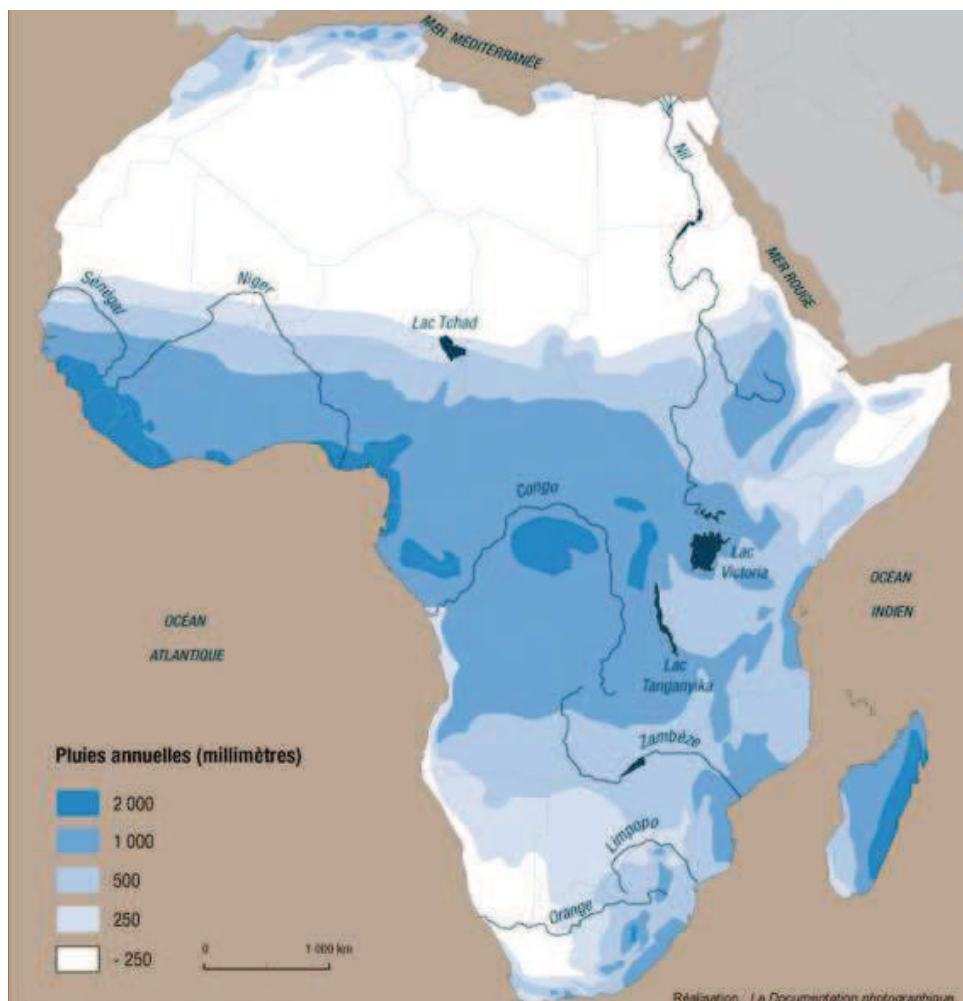 MER MÉDITERRANÉE
Nil
MER ROUGE
Sénégal
Niger
Lac Tchad
Congo
Lac
Victoria
OCÉAN
INDIEN
OCÉAN
ATLANTIQUE
Lac
Tanganyika
Zambèze
Limpopo
Orange
Pluies annuelles (millimètres)
2 000
1 000
500
250
- 250
0
1 000 km
Réalisation : La Documentation photographique